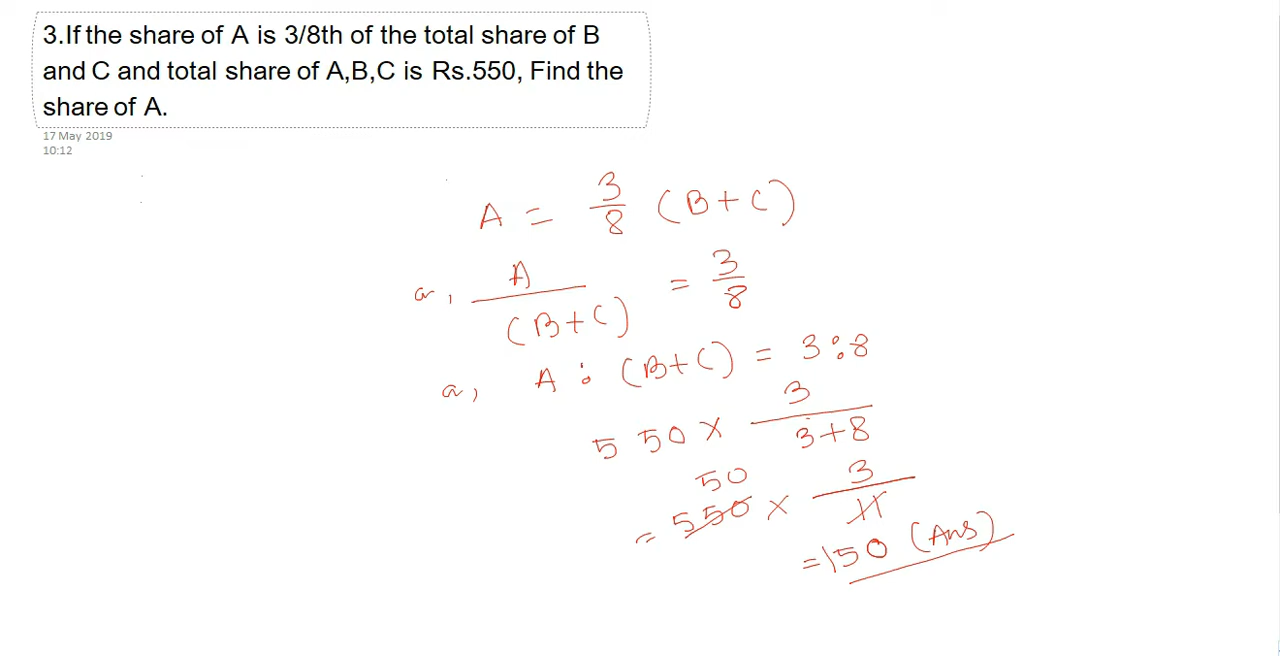 3.If the share of A is 3/8th of the total share of B
and C and total share of A,B,C is Rs.550, Find the
share of A.
17 May 2019
10:12
A = 3/8 (B+C)
or, A/(B+C) = 3/8
or, A : (B+C) = 3:8
550 × 3/(3+8)
50
= 550 × 3/11
=150 (Ans)